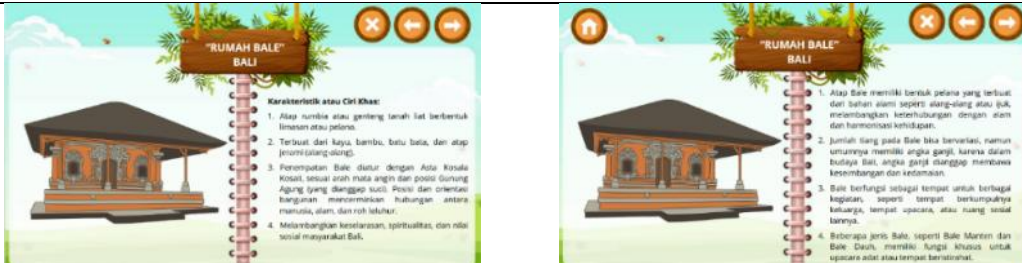 "RUMAH BALE"
BALI
Karakteristik atau Ciri Khas:
1. Atap rumbia atau genteng tanah liat berbentuk
limasan atau pelana.
2. Terbuat dari kayu, bambu, batu bata, dan atap
jerami (alang-alang).
3. Penempatan Bale diatur dengan Asta Kosala
Kosali, sesuai arah mata angin dan posisi Gunung
Agung (yang dianggap suci). Posisi dan orientasi
bangunan mencerminkan hubungan antara
manusia, alam, dan roh leluhur.
4. Melambangkan keselarasan, spiritualitas, dan nilai
sosial masyarakat Bali.
"RUMAH BALE"
BALI
1. Atap Bale memiliki bentuk pelana yang terbuat
dari bahan alami seperti alang-alang atau ijuk,
melambangkan keterhubungan dengan alam
dan harmonisasi kehidupan.
2. Jumlah tiang pada Bale bisa bervariasi, namun
umumnya memiliki angka ganjil, karena dalam
budaya Bali, angka ganjil dianggap membawa
keseimbangan dan kedamaian.
3. Bale berfungsi sebagai tempat untuk berbagai
kegiatan, seperti tempat berkumpulnya
keluarga, tempat upacara, atau ruang sosial
lainnya.
4. Beberapa jenis Bale, seperti Bale Manten dan
Bale Dauh, memiliki fungsi khusus untuk
upacara adat atau tempat beristirahat.